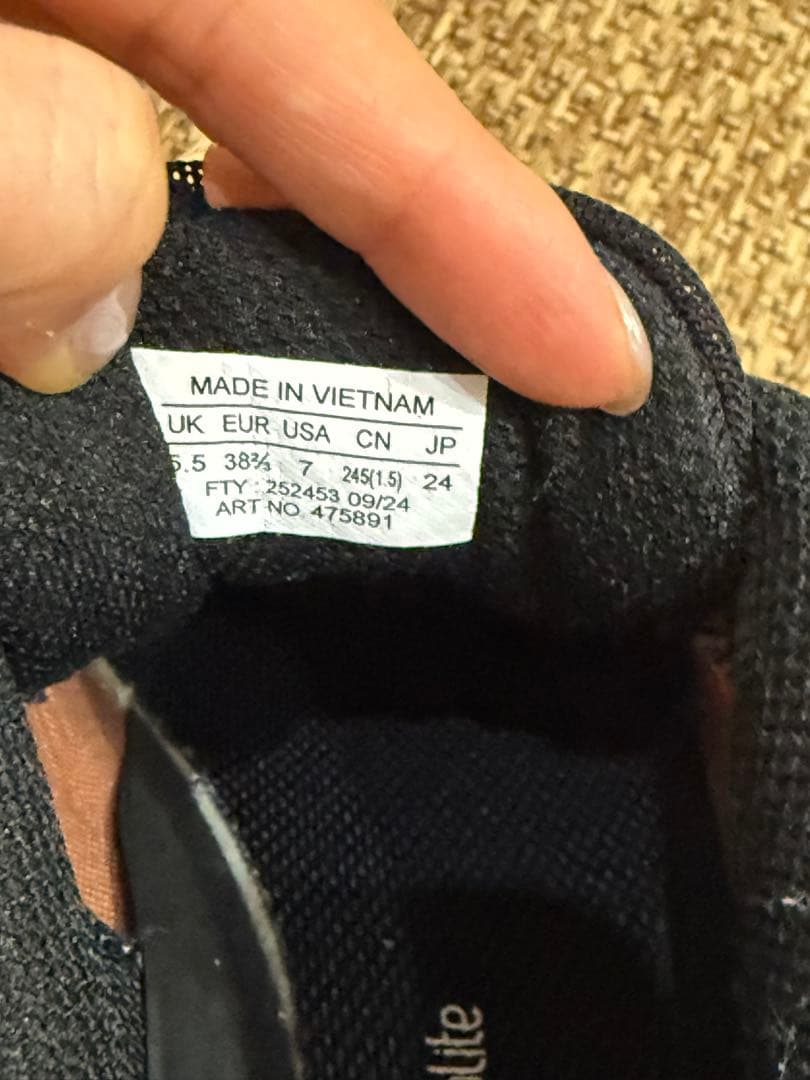 MADE IN VIETNAM
UK EUR USA CN JP
5.5 38⅔ 7 245(1.5) 24
FTY : 252453 09/24
ART NO. 475891